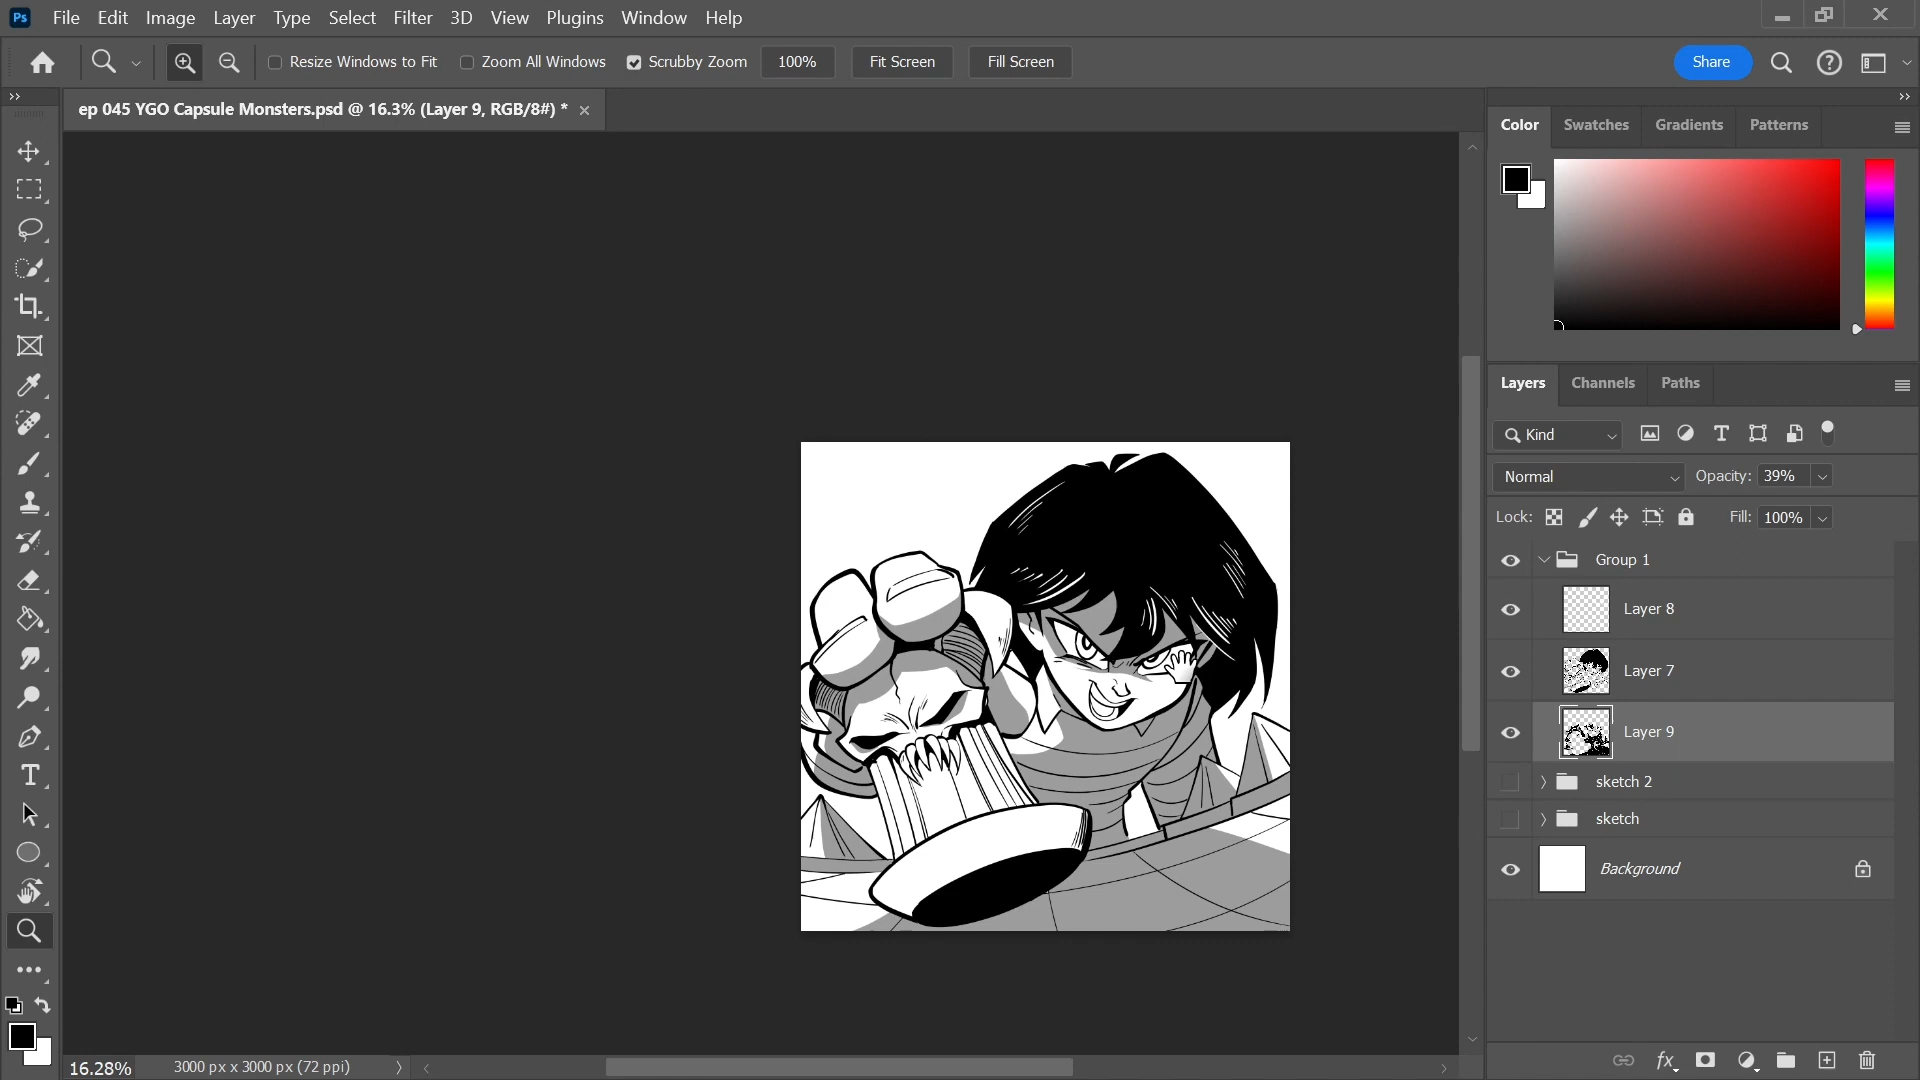 Ps File Edit Image Layer Type Select Filter 3D View Plugins Window Help
Resize Windows to Fit Zoom All Windows Scrubby Zoom 100% Fit Screen Fill Screen Share
ep 045 YGO Capsule Monsters.psd @ 16.3% (Layer 9, RGB/8#) *
Color Swatches Gradients Patterns
Layers Channels Paths
Kind
Normal Opacity: 39%
Lock: Fill: 100%
Group 1
Layer 8
Layer 7
Layer 9
sketch 2
sketch
Background
16.28% 3000 px x 3000 px (72 ppi)